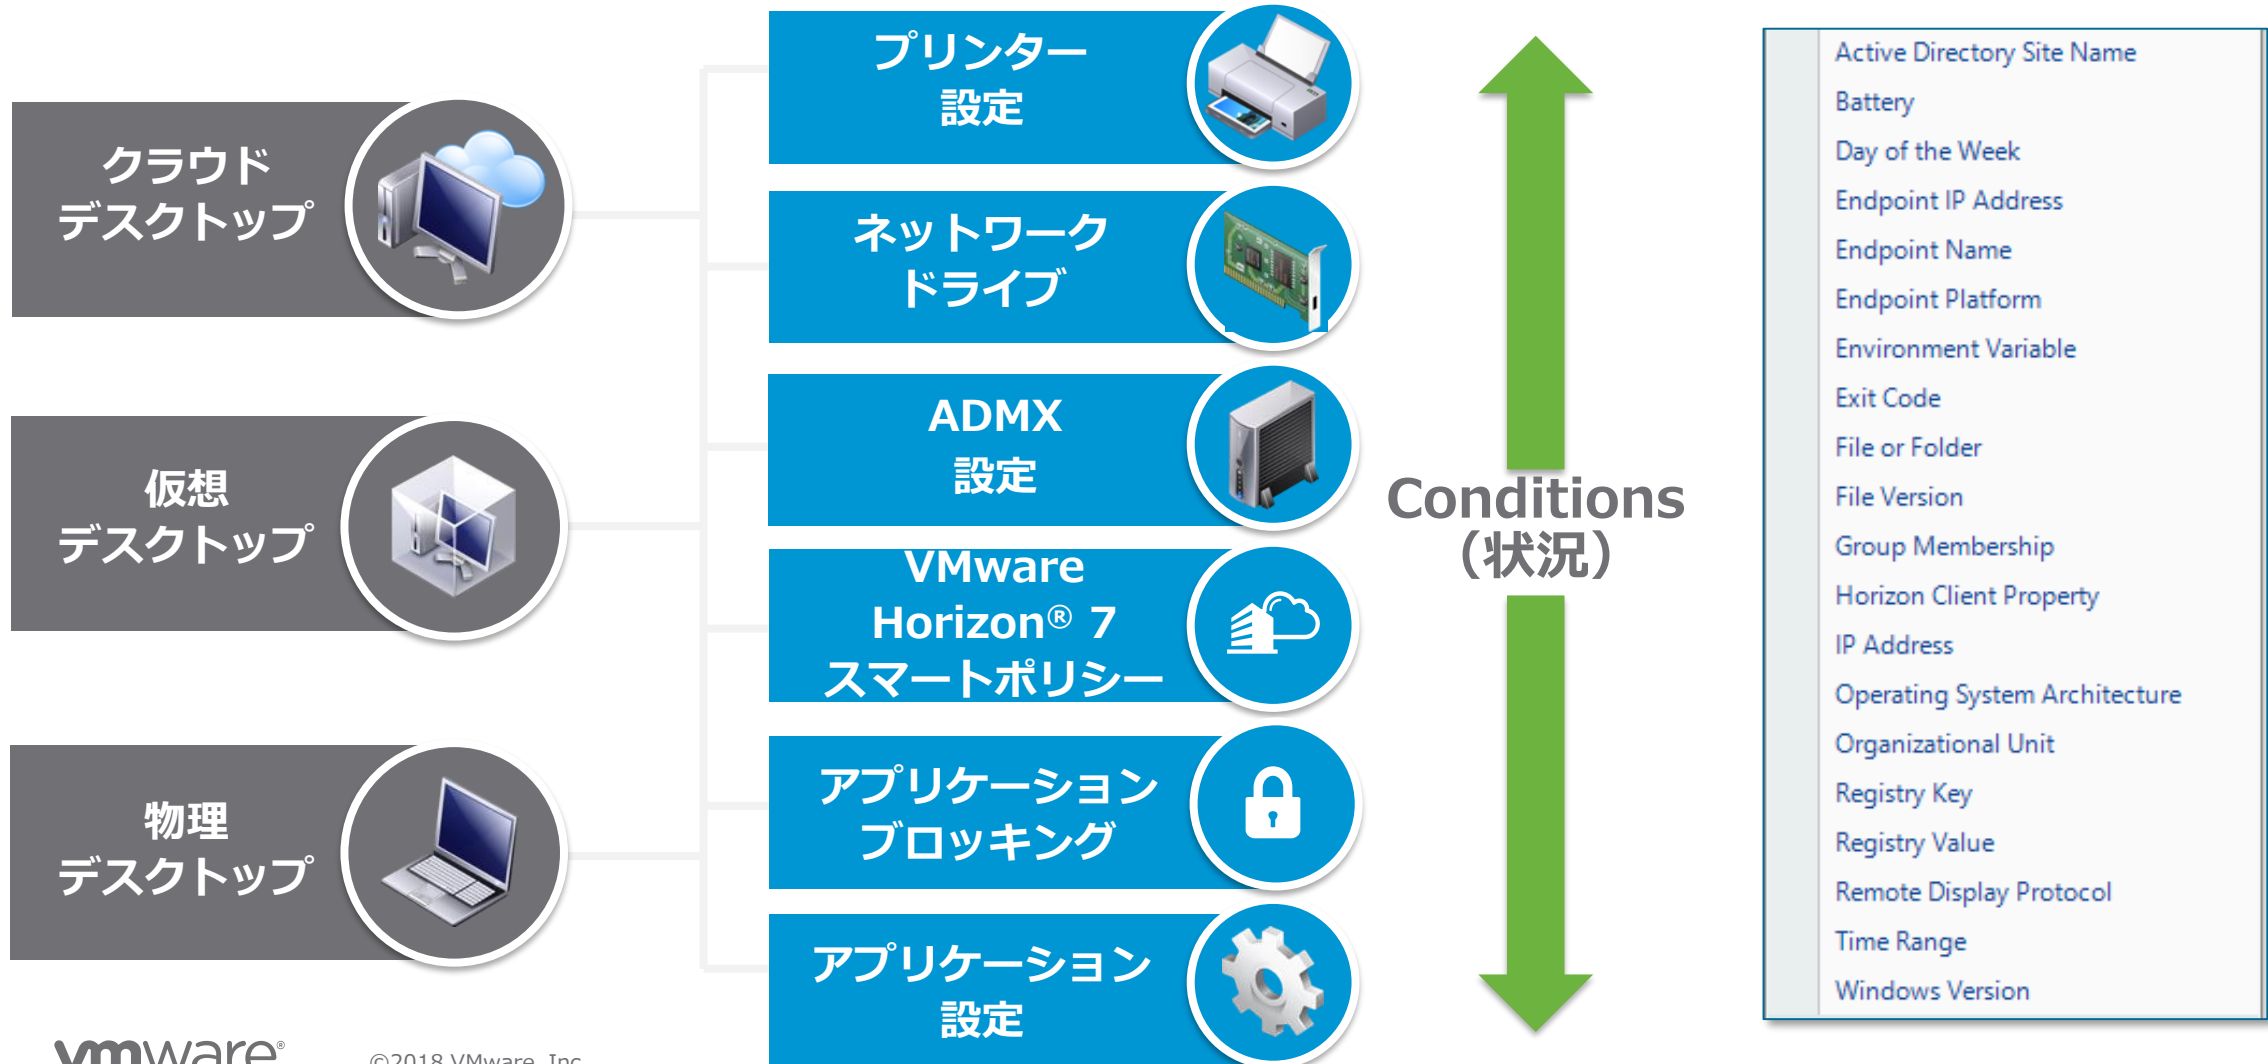 クラウド
デスクトップ
仮想
デスクトップ
物理
デスクトップ
プリンター
設定
ネットワーク
ドライブ
ADMX
設定
VMware
Horizon® 7
スマートポリシー
アプリケーション
ブロッキング
アプリケーション
設定
Conditions
（状況）
Active Directory Site Name
Battery
Day of the Week
Endpoint IP Address
Endpoint Name
Endpoint Platform
Environment Variable
Exit Code
File or Folder
File Version
Group Membership
Horizon Client Property
IP Address
Operating System Architecture
Organizational Unit
Registry Key
Registry Value
Remote Display Protocol
Time Range
Windows Version
vmware®
©2018 VMware, Inc.